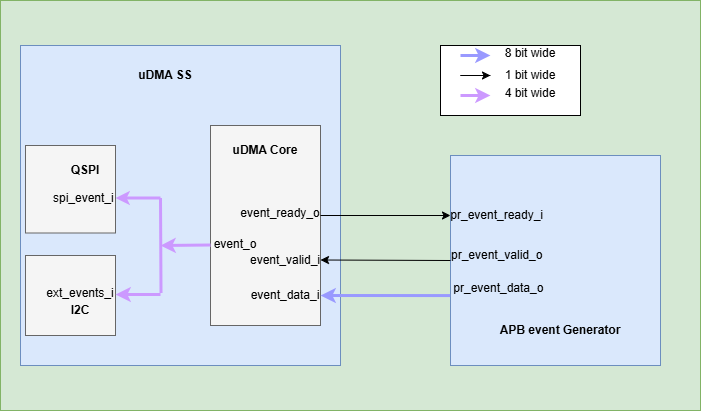 uDMA SS
8 bit wide
1 bit wide
4 bit wide
uDMA Core
QSPI
spi_event_i
event_ready_o
pr_event_ready_i
event_o
event_valid_i
pr_event_valid_o
ext_events_i
I2C
event_data_i
pr_event_data_o
APB event Generator